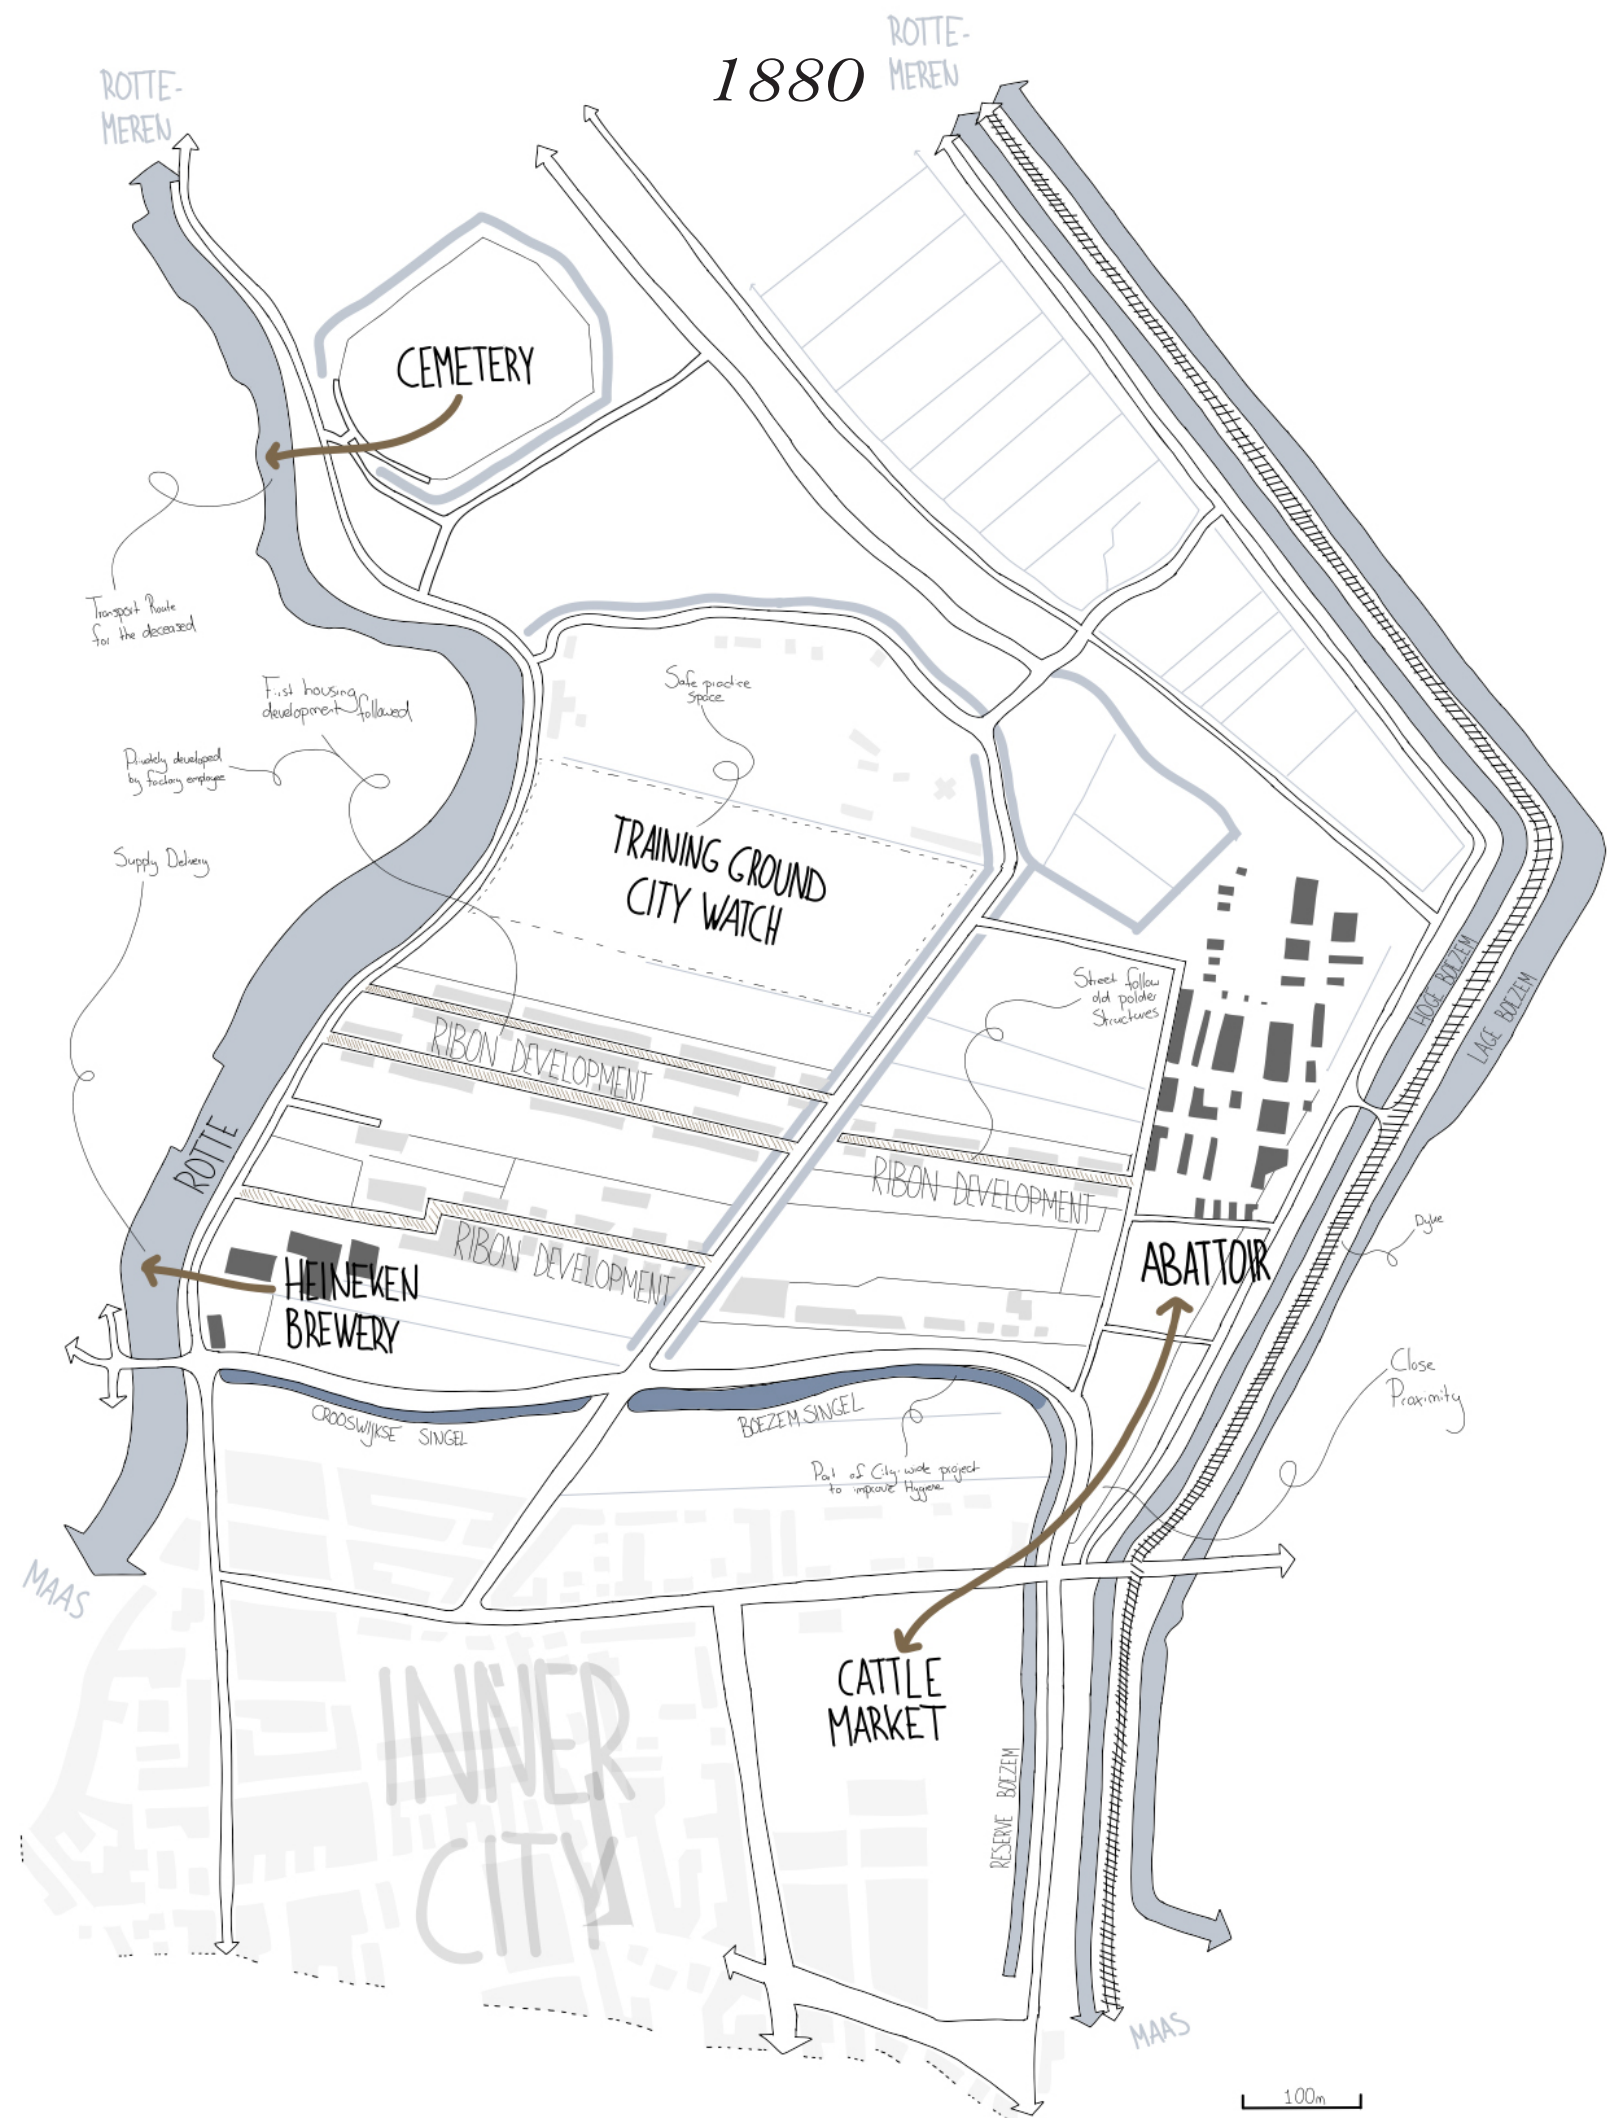 ROTTE-
MEREN
1880
ROTTE-
MEREN
CEMETERY
Transport Route
for the deceased
First housing
development followed
Privately developed
by factory employee
Supply Delivery
Safe practice
Space
TRAINING GROUND
CITY WATCH
Street follow
old polder
Structures
HOGE BOEZEM
LAGE BOEZEM
RIBON DEVELOPMENT
RIBON DEVELOPMENT
RIBON DEVELOPMENT
ROTTE
Dyke
ABATTOIR
HEINEKEN
BREWERY
Close
Proximity
CROOSWIJKSE SINGEL
BOEZEM SINGEL
Part of City-wide project
to improve Hygiene
MAAS
INNER
CITY
CATTLE
MARKET
RESERVE BOEZEM
MAAS
100m